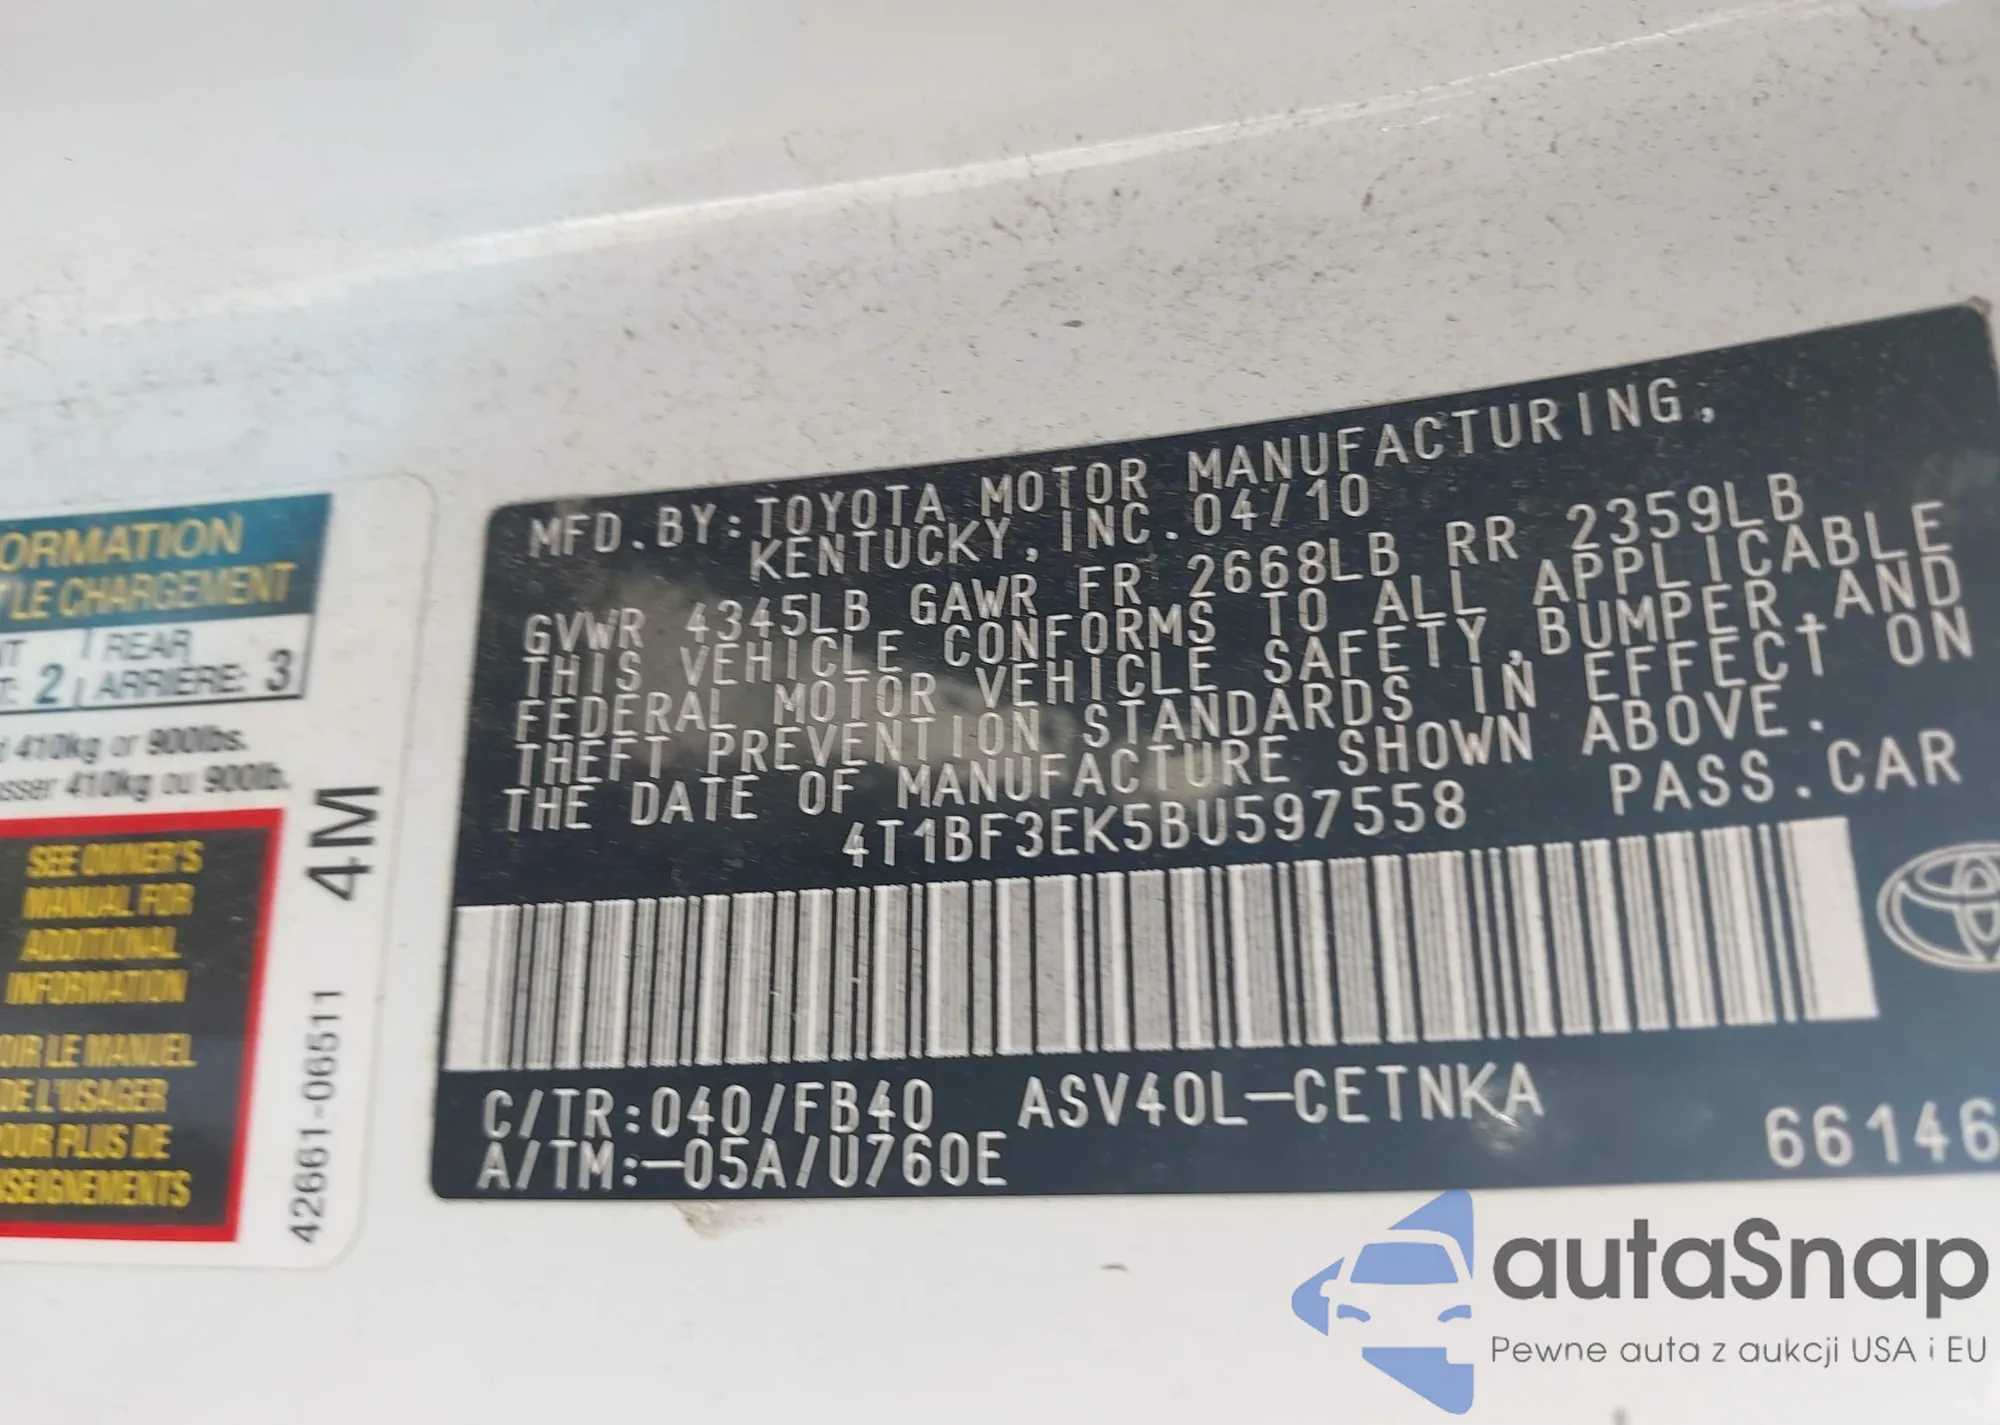 MFD.BY:TOYOTA MOTOR MANUFACTURING,
KENTUCKY,INC.04/10
GVWR 4345LB GAWR FR 2668LB RR 2359LB
THIS VEHICLE CONFORMS TO ALL APPLICABLE
FEDERAL MOTOR VEHICLE SAFETY,BUMPER,AND
THEFT PREVENTION STANDARDS IN EFFECT ON
THE DATE OF MANUFACTURE SHOWN ABOVE.
4T1BF3EK5BU597558 PASS.CAR
C/TR:040/FB40 ASV40L-CETNKA
A/TM:-05A/U760E
66146
ORMATION
LE CHARGEMENT
REAR
2 ARRIÈRE: 3
410kg or 900lbs.
410kg ou 900lb.
SEE OWNER'S
MANUAL FOR
ADDITIONAL
INFORMATION
OIR LE MANUEL
DE L'USAGER
OUR PLUS DE
SEIGNEMENTS
4M
42661-06511
autaSnap
Pewne auta z aukcji USA i EU